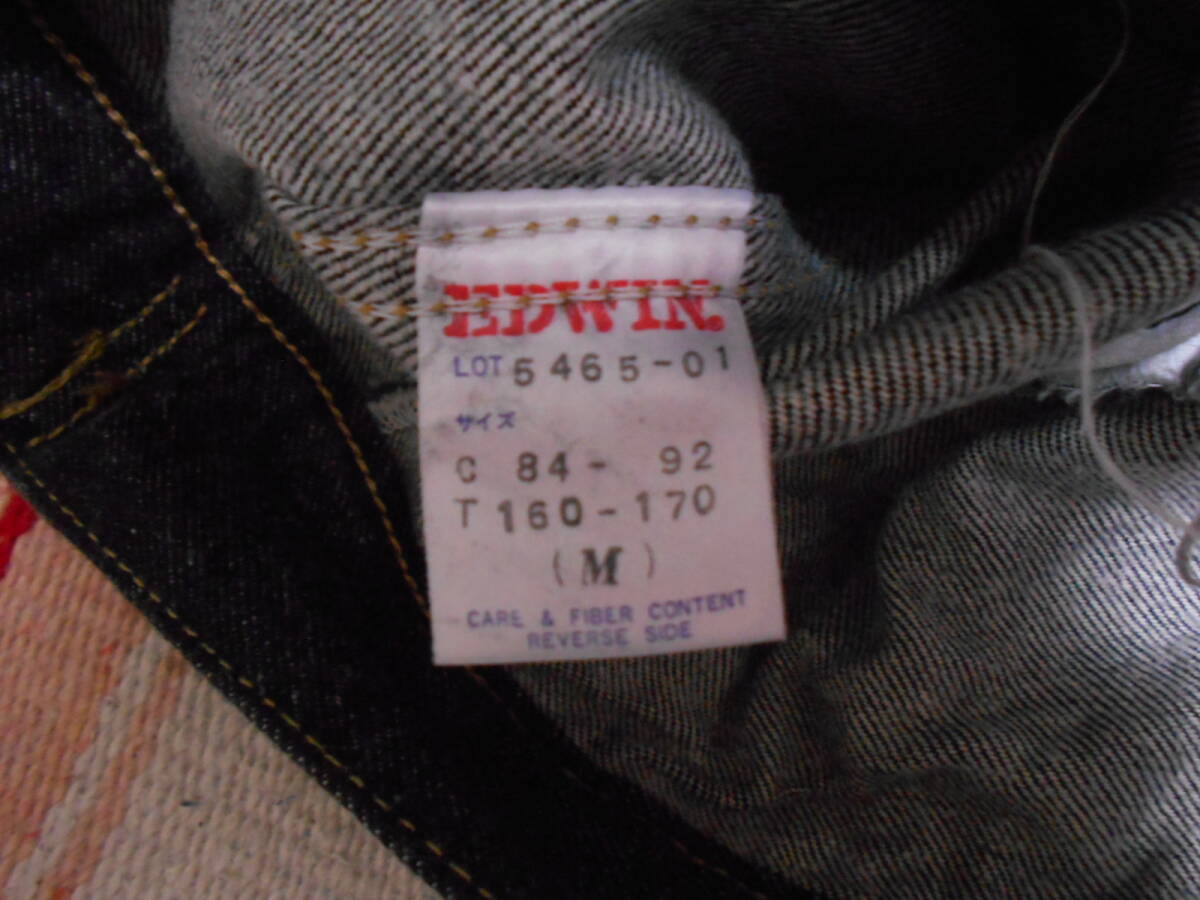 EDWIN.
LOT 5465-01
サイズ
C 84- 92
T 160-170
(M)
CARE & FIBER CONTENT
REVERSE SIDE